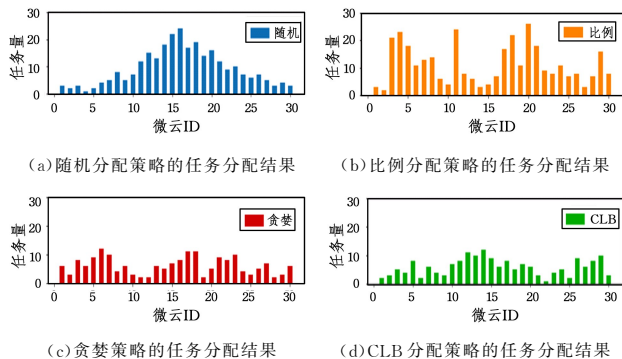 30
20
10
0
任务量
随机
0 5 10 15 20 25 30
微云ID
(a)随机分配策略的任务分配结果
30
20
10
0
任务量
比例
0 5 10 15 20 25 30
微云ID
(b)比例分配策略的任务分配结果
30
20
10
0
任务量
贪婪
0 5 10 15 20 25 30
微云ID
(c)贪婪策略的任务分配结果
30
20
10
0
任务量
CLB
0 5 10 15 20 25 30
微云ID
(d)CLB分配策略的任务分配结果